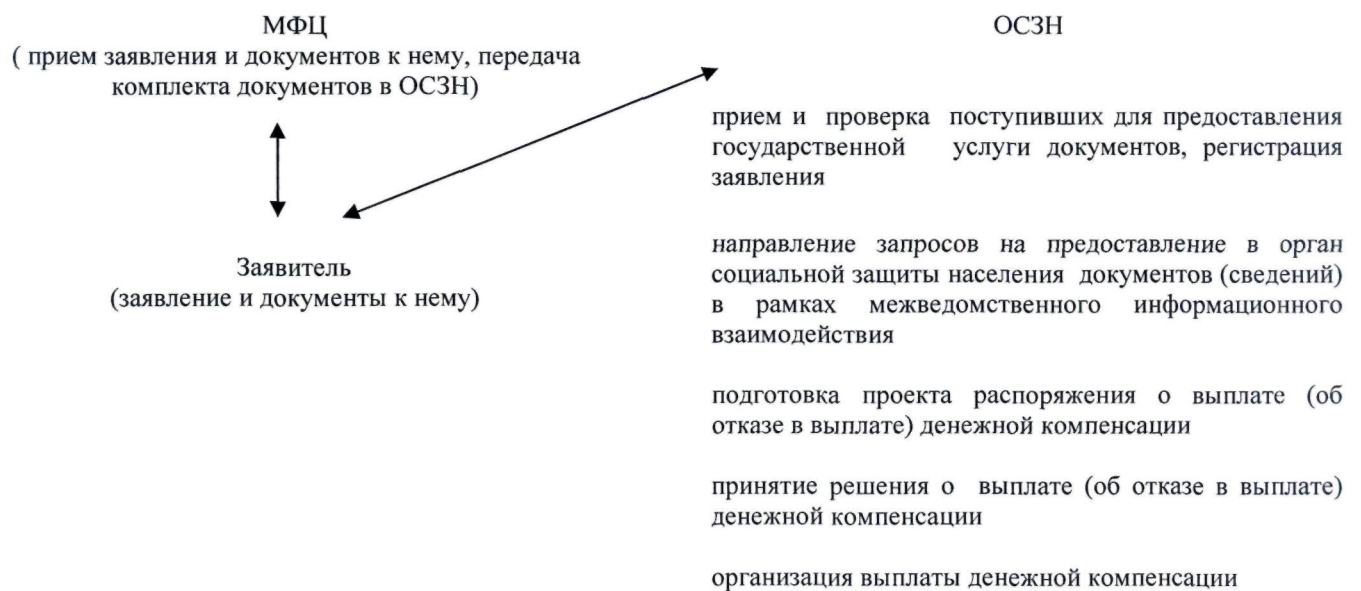 МФЦ
( прием заявления и документов к нему, передача
комплекта документов в ОСЗН)
Заявитель
(заявление и документы к нему)
ОСЗН
прием и проверка поступивших для предоставления
государственной услуги документов, регистрация
заявления
направление запросов на предоставление в орган
социальной защиты населения документов (сведений)
в рамках межведомственного информационного
взаимодействия
подготовка проекта распоряжения о выплате (об
отказе в выплате) денежной компенсации
принятие решения о выплате (об отказе в выплате)
денежной компенсации
организация выплаты денежной компенсации